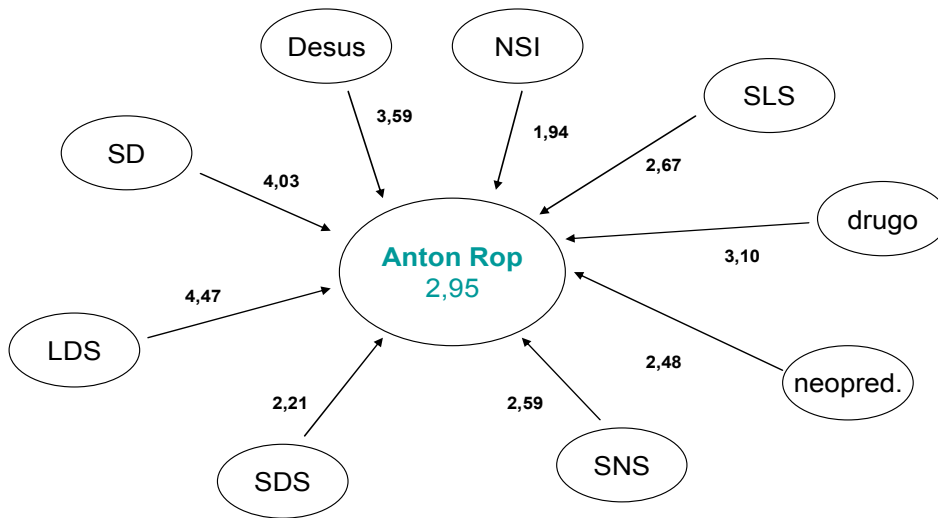 Desus
NSI
SLS
3,59
1,94
SD
2,67
4,03
drugo
Anton Rop
3,10
2,95
4,47
LDS
2,48
neopred.
2,21
2,59
SNS
SDS